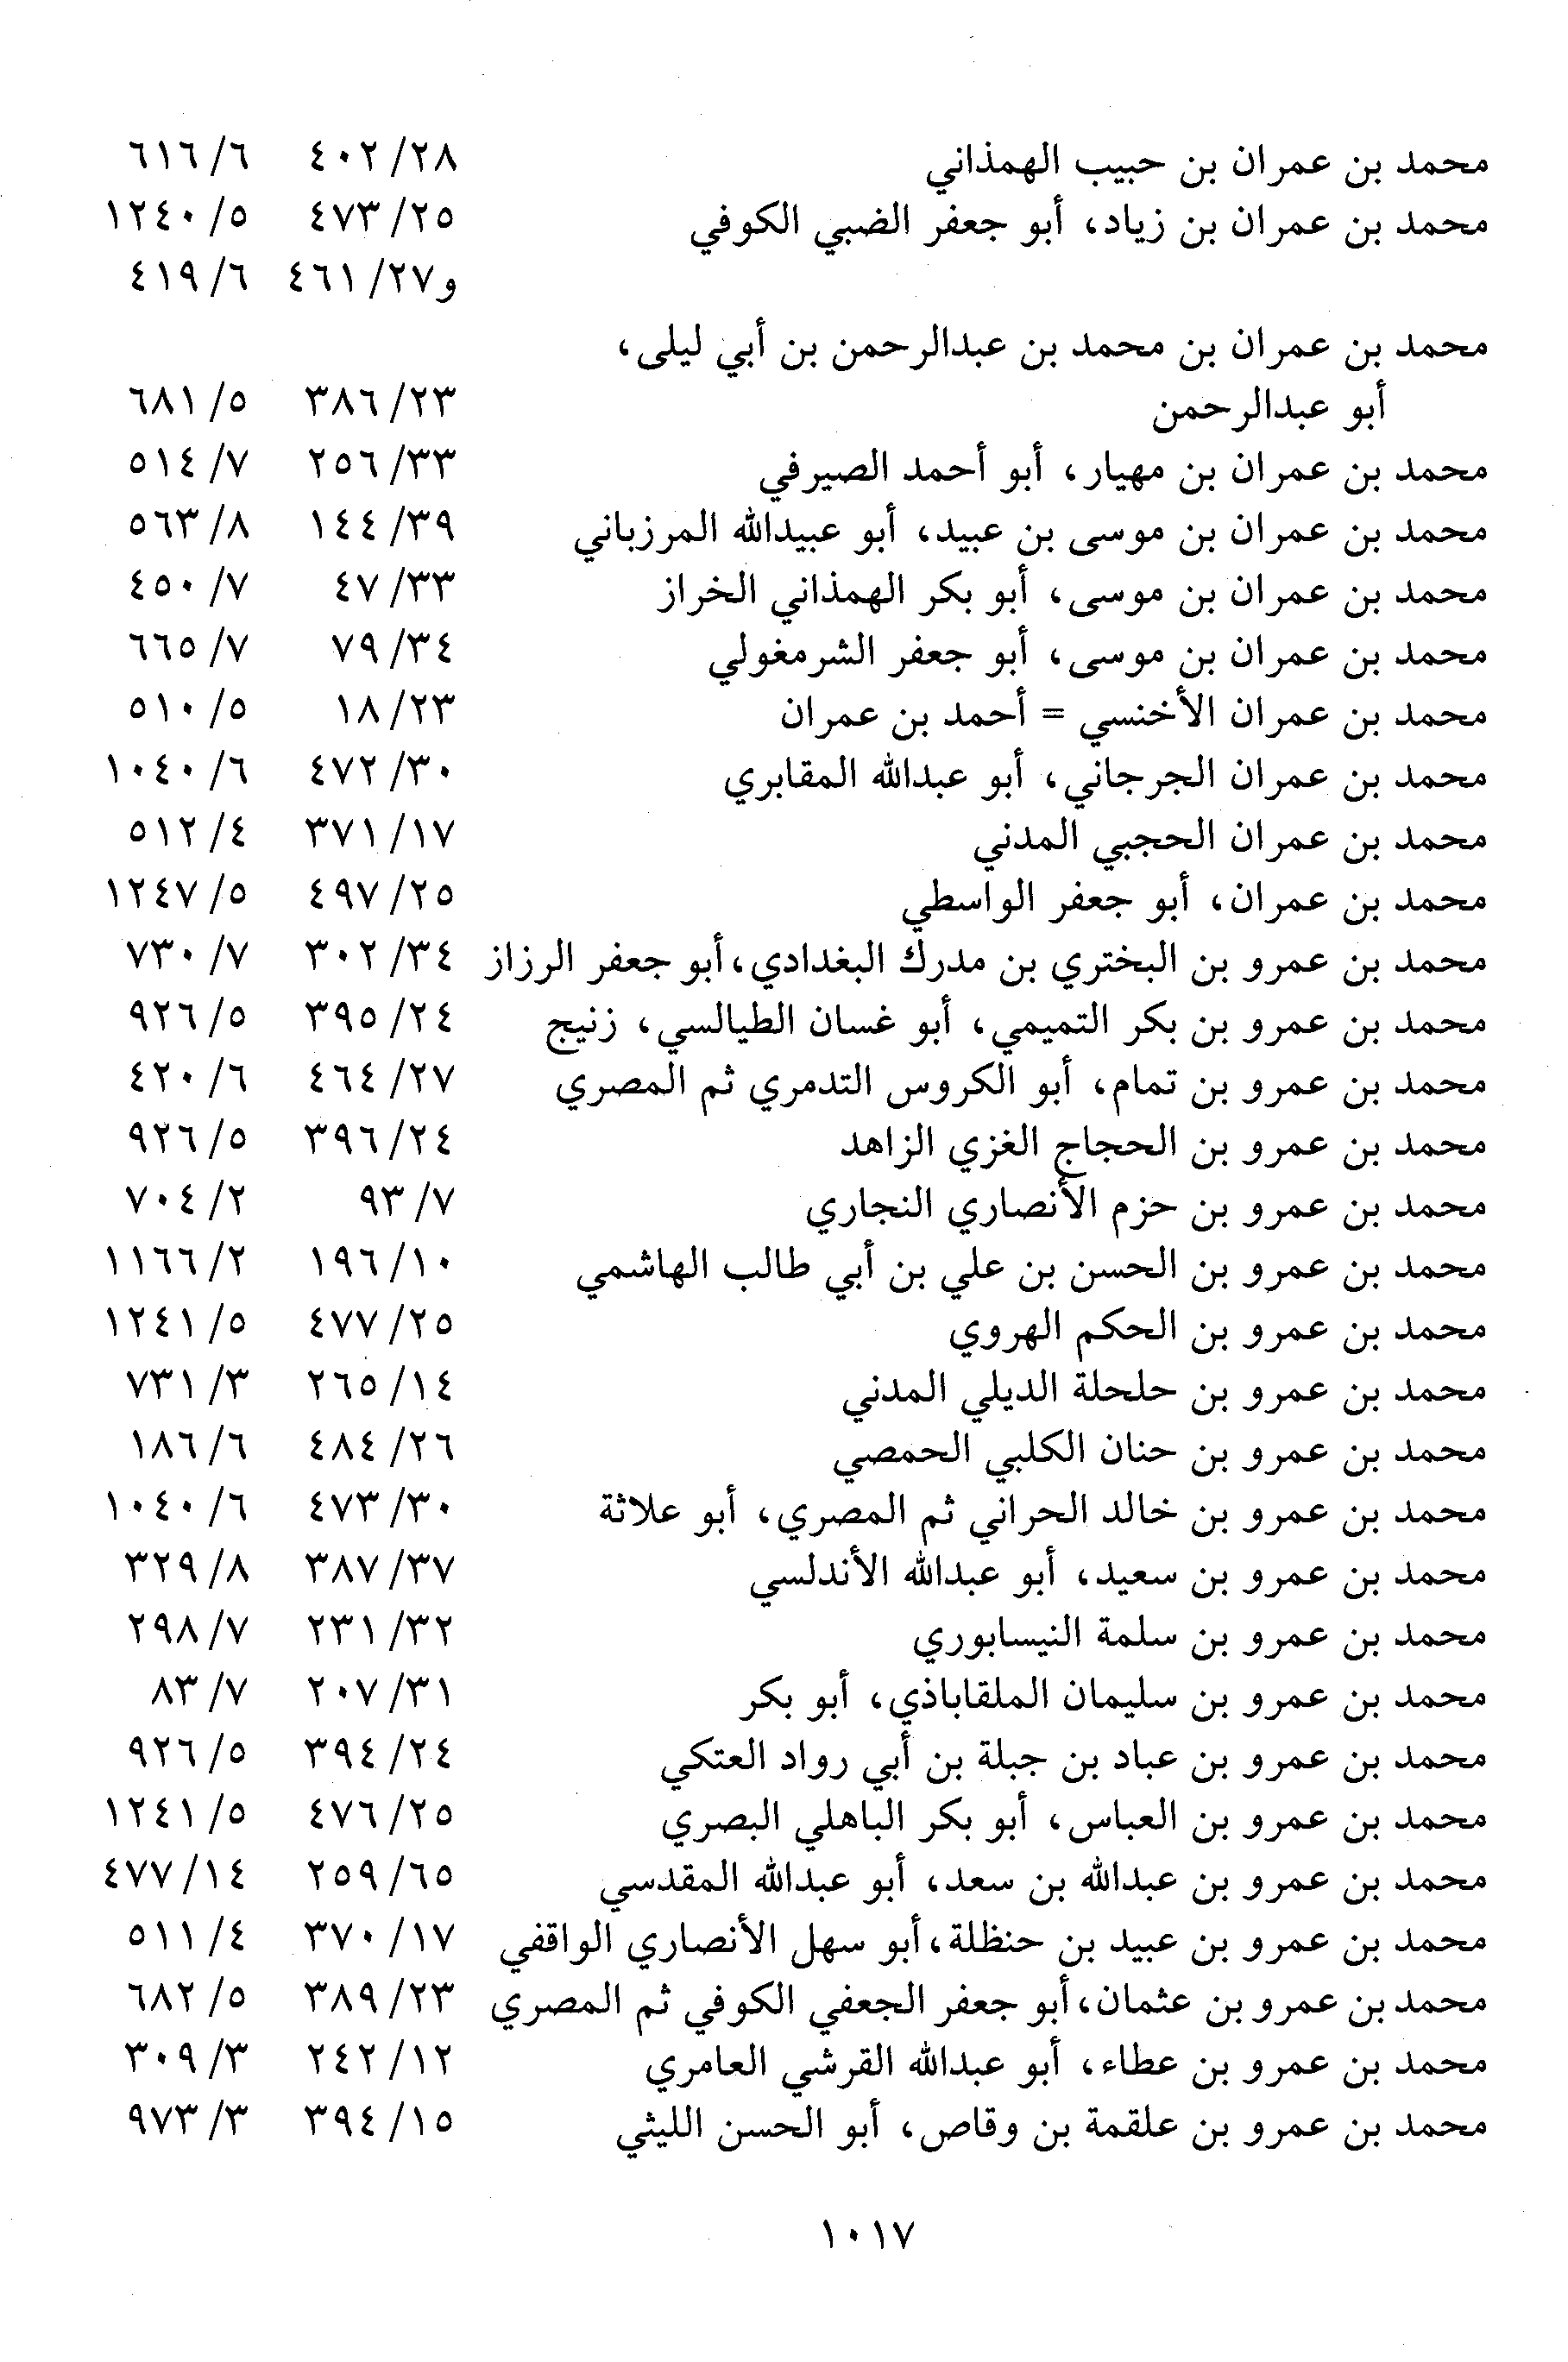 محمد بن عمران بن حبيب الهمذاني ٢٨/ ٤٠٢ ٦/ ٦١٦
محمد بن عمران بن زياد، أبو جعفر الضبي الكوفي ٢٥/ ٤٧٣ ٥/ ١٢٤٠
و٢٧/ ٤٦١ ٦/ ٤١٩
محمد بن عمران بن محمد بن عبدالرحمن بن أبي ليلى،
أبو عبدالرحمن ٢٣/ ٣٨٦ ٥/ ٦٨١
محمد بن عمران بن مهيار، أبو أحمد الصيرفي ٣٣/ ٢٥٦ ٧/ ٥١٤
محمد بن عمران بن موسى بن عبيد، أبو عبيدالله المرزباني ٣٩/ ١٤٤ ٨/ ٥٦٣
محمد بن عمران بن موسى، أبو بكر الهمذاني الخراز ٣٣/ ٤٧ ٧/ ٤٥٠
محمد بن عمران بن موسى، أبو جعفر الشرمغولي ٣٤/ ٧٩ ٧/ ٦٦٥
محمد بن عمران الأخنسي = أحمد بن عمران ٢٣/ ١٨ ٥/ ٥١٠
محمد بن عمران الجرجاني، أبو عبدالله المقابري ٣٠/ ٤٧٢ ٦/ ١٠٤٠
محمد بن عمران الحجبي المدني ١٧/ ٣٧١ ٤/ ٥١٢
محمد بن عمران، أبو جعفر الواسطي ٢٥/ ٤٩٧ ٥/ ١٢٤٧
محمد بن عمرو بن البختري بن مدرك البغدادي، أبو جعفر الرزاز ٣٤/ ٣٠٢ ٧/ ٧٣٠
محمد بن عمرو بن بكر التميمي، أبو غسان الطيالسي، زنيج ٢٤/ ٣٩٥ ٥/ ٩٢٦
محمد بن عمرو بن تمام، أبو الكروس التدمري ثم المصري ٢٧/ ٤٦٤ ٦/ ٤٢٠
محمد بن عمرو بن الحجاج الغزي الزاهد ٢٤/ ٣٩٦ ٥/ ٩٢٦
محمد بن عمرو بن حزم الأنصاري النجاري ٧/ ٩٣ ٢/ ٧٠٤
محمد بن عمرو بن الحسن بن علي بن أبي طالب الهاشمي ١٠/ ١٩٦ ٢/ ١١٦٦
محمد بن عمرو بن الحكم الهروي ٢٥/ ٤٧٧ ٥/ ١٢٤١
محمد بن عمرو بن حلحلة الديلي المدني ١٤/ ٢٦٥ ٣/ ٧٣١
محمد بن عمرو بن حنان الكلبي الحمصي ٢٦/ ٤٨٤ ٦/ ١٨٦
محمد بن عمرو بن خالد الحراني ثم المصري، أبو علاثة ٣٠/ ٤٧٣ ٦/ ١٠٤٠
محمد بن عمرو بن سعيد، أبو عبدالله الأندلسي ٣٧/ ٣٨٧ ٨/ ٣٢٩
محمد بن عمرو بن سلمة النيسابوري ٣٢/ ٢٣١ ٧/ ٢٩٨
محمد بن عمرو بن سليمان الملقاباذي، أبو بكر ٣١/ ٢٠٧ ٧/ ٨٣
محمد بن عمرو بن عباد بن جبلة بن أبي رواد العتكي ٢٤/ ٣٩٤ ٥/ ٩٢٦
محمد بن عمرو بن العباس، أبو بكر الباهلي البصري ٢٥/ ٤٧٦ ٥/ ١٢٤١
محمد بن عمرو بن عبدالله بن سعد، أبو عبدالله المقدسي ٦٥/ ٢٥٩ ١٤/ ٤٧٧
محمد بن عمرو بن عبيد بن حنظلة، أبو سهل الأنصاري الواقفي ١٧/ ٣٧٠ ٤/ ٥١١
محمد بن عمرو بن عثمان، أبو جعفر الجعفي الكوفي ثم المصري ٢٣/ ٣٨٩ ٥/ ٦٨٢
محمد بن عمرو بن عطاء، أبو عبدالله القرشي العامري ١٢/ ٢٤٢ ٣/ ٣٠٩
محمد بن عمرو بن علقمة بن وقاص، أبو الحسن الليثي ١٥/ ٣٩٤ ٣/ ٩٧٣
١٠١٧